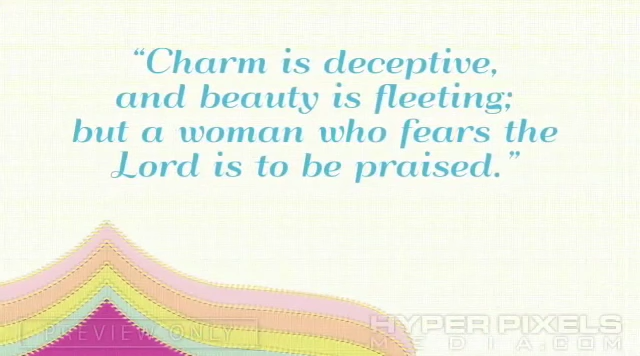 “Charm is deceptive,
and beauty is fleeting;
but a woman who fears the
Lord is to be praised.”
PREVIEW ONLY
HYPER PIXELS
MEDIA.COM